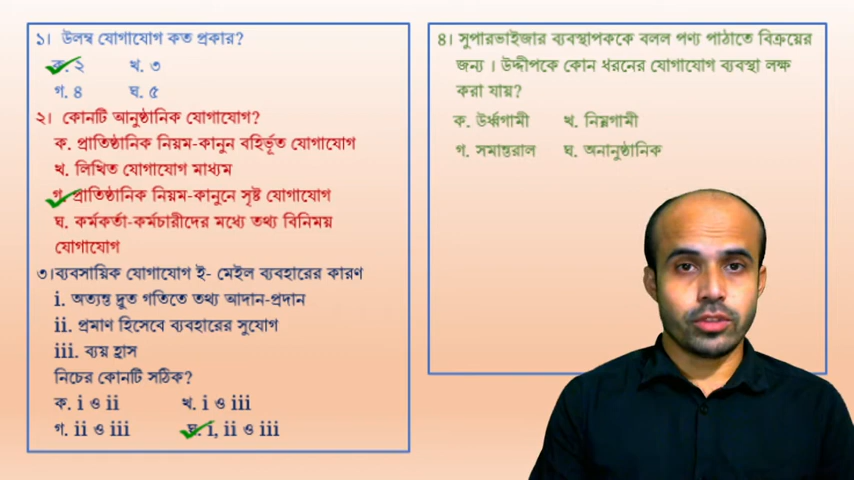 ১। উলম্ব যোগাযোগ কত প্রকার?
ক. ২ খ. ৩
গ. ৪ ঘ. ৫
২। কোনটি আনুষ্ঠানিক যোগাযোগ?
ক. প্রাতিষ্ঠানিক নিয়ম-কানুন বহির্ভূত যোগাযোগ
খ. লিখিত যোগাযোগ মাধ্যম
গ. প্রাতিষ্ঠানিক নিয়ম-কানুনে সৃষ্ট যোগাযোগ
ঘ. কর্মকর্তা-কর্মচারীদের মধ্যে তথ্য বিনিময়
যোগাযোগ
৩।ব্যবসায়িক যোগাযোগ ই- মেইল ব্যবহারের কারণ
i. অত্যন্ত দ্রুত গতিতে তথ্য আদান-প্রদান
ii. প্রমাণ হিসেবে ব্যবহারের সুযোগ
iii. ব্যয় হ্রাস
নিচের কোনটি সঠিক?
ক. i ও ii খ. i ও iii
গ. ii ও iii ঘ. i, ii ও iii
৪। সুপারভাইজার ব্যবস্থাপককে বলল পণ্য পাঠাতে বিক্রয়ের
জন্য । উদ্দীপকে কোন ধরনের যোগাযোগ ব্যবস্থা লক্ষ
করা যায়?
ক. উর্ধ্বগামী খ. নিম্নগামী
গ. সমান্তরাল ঘ. অনানুষ্ঠানিক